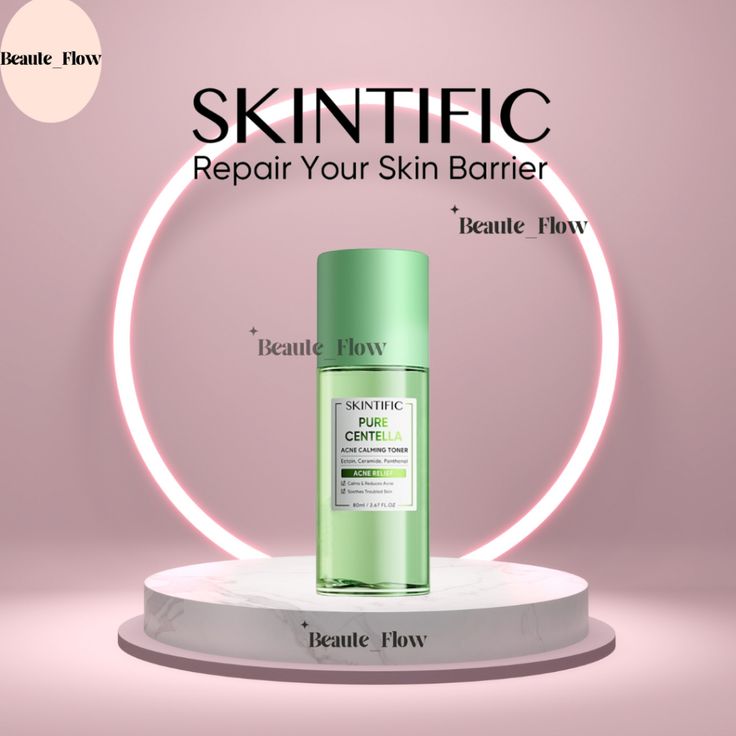 Beaute_Flow
SKINTIFIC
Repair Your Skin Barrier
Beaute_Flow
Beaute_Flow
SKINTIFIC
PURE
CENTELLA
ACNE CALMING TONER
Ectoin, Ceramide, Panthenol
ACNE RELIEF
Calms & Reduces Acne
Soothes Troubled Skin
80ml / 2.67 FL.OZ
Beaute_Flow